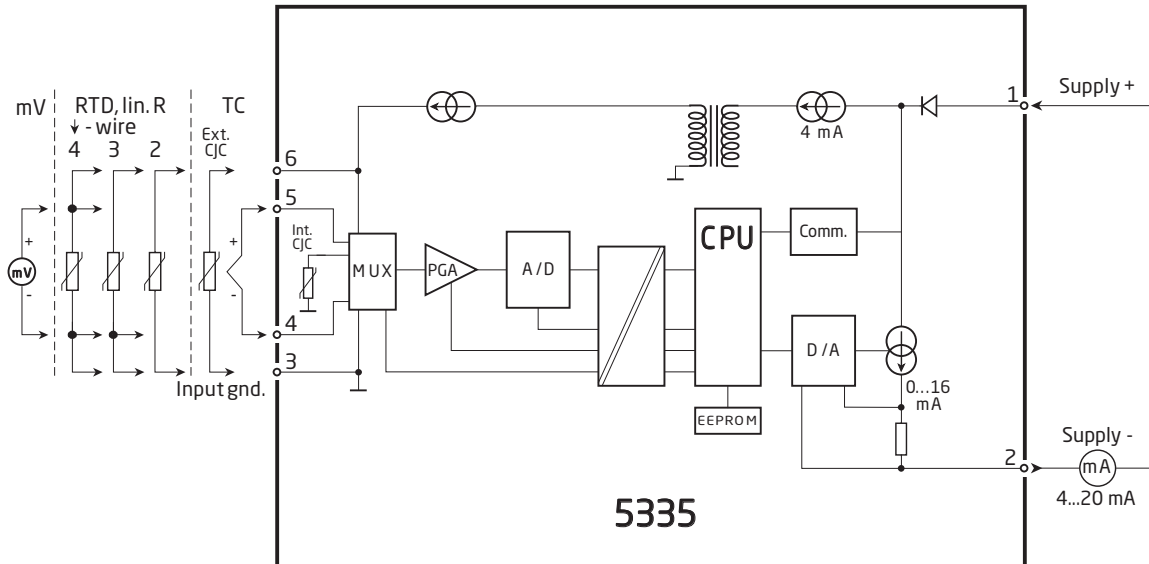 mV
RTD, lin. R
- wire
4 3 2
TC
Ext.
CJC
+
mV
-
+
-
Input gnd.
6
5
4
3
Int.
CJC
MUX
PGA
A/D
CPU
EEPROM
Comm.
D/A
4 mA
0...16
mA
1
Supply +
2
Supply -
mA
4...20 mA
5335